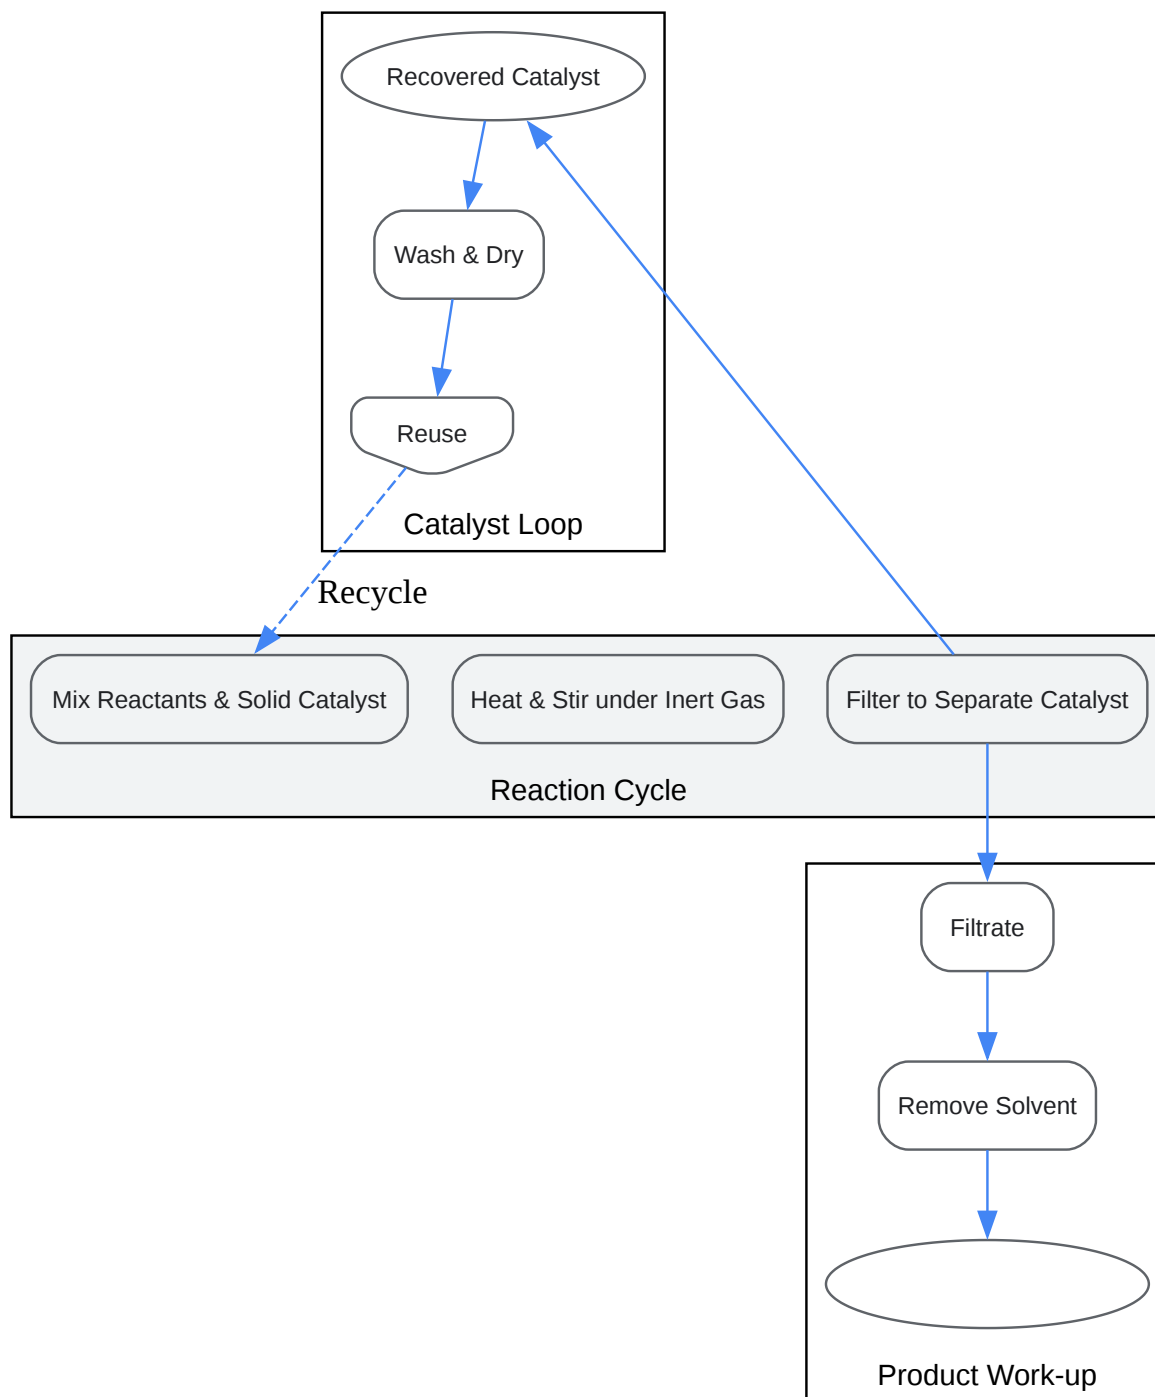 Recovered Catalyst
Wash & Dry
Reuse
Catalyst Loop
Recycle
Mix Reactants & Solid Catalyst
Heat & Stir under Inert Gas
Filter to Separate Catalyst
Reaction Cycle
Filtrate
Remove Solvent
Product Work-up